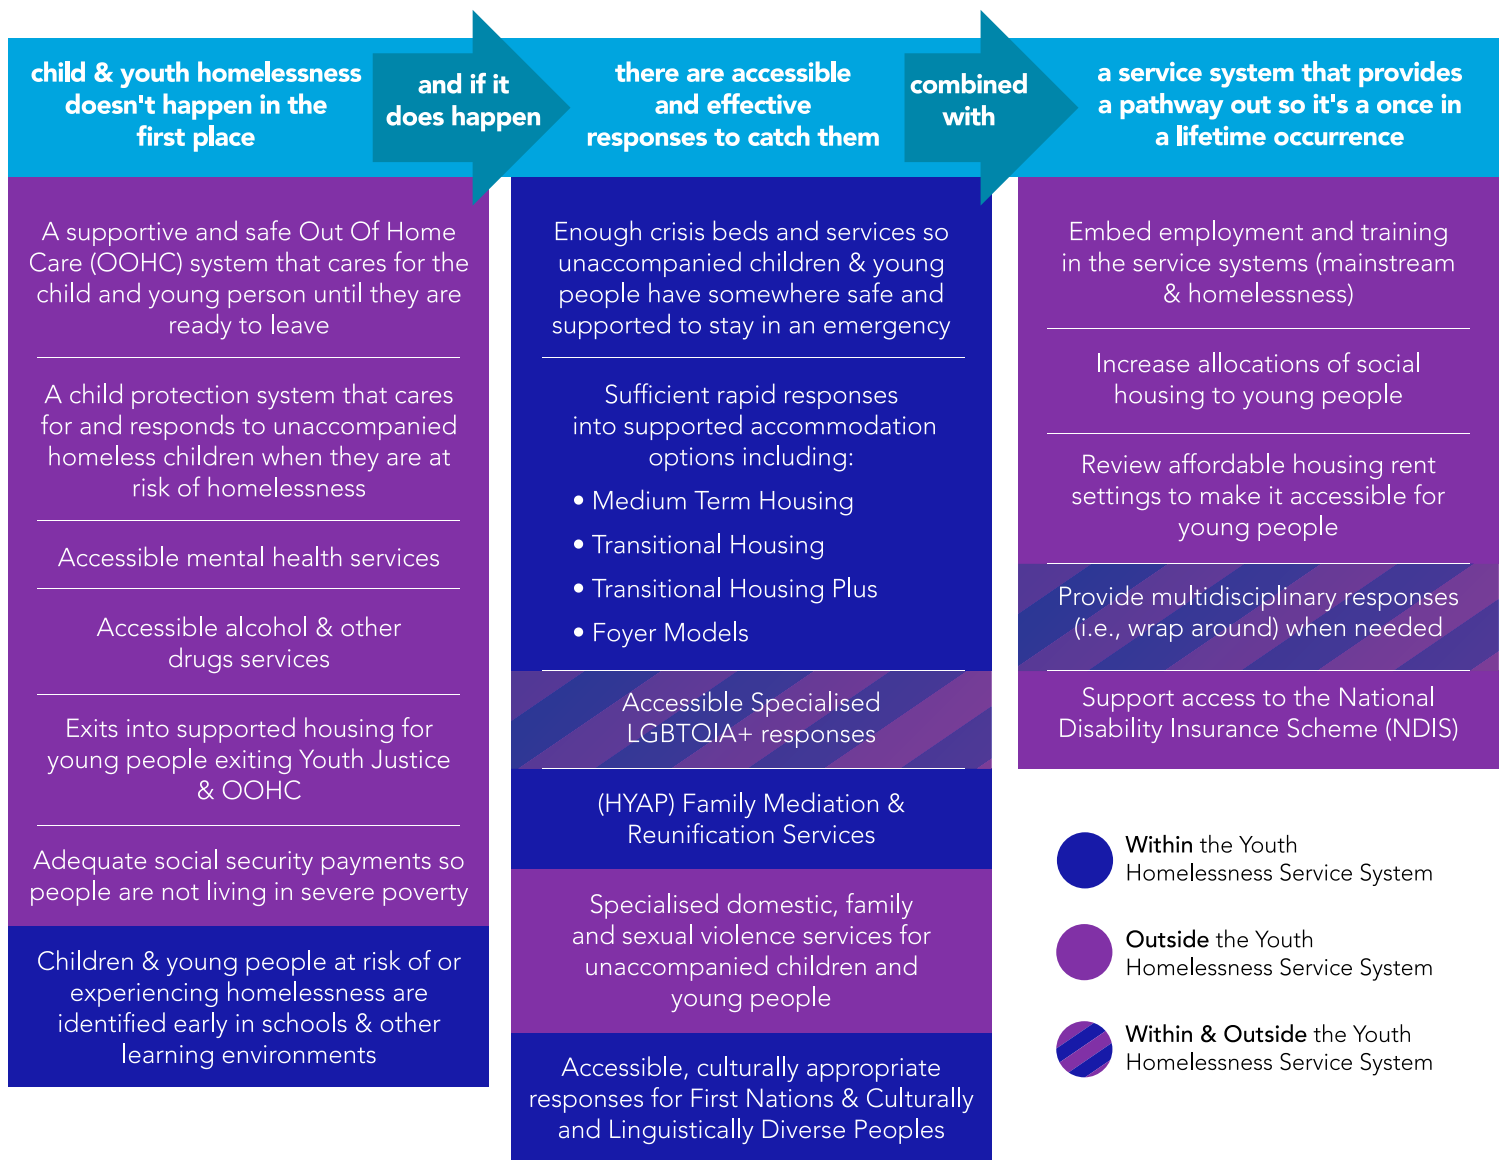 child & youth homelessness
doesn't happen in the
first place
and if it
does happen
there are accessible
and effective
responses to catch them
combined
with
a service system that provides
a pathway out so it's a once in
a lifetime occurrence
A supportive and safe Out Of Home
Care (OOHC) system that cares for the
child and young person until they are
ready to leave
A child protection system that cares
for and responds to unaccompanied
homeless children when they are at
risk of homelessness
Accessible mental health services
Accessible alcohol & other
drugs services
Exits into supported housing for
young people exiting Youth Justice
& OOHC
Adequate social security payments so
people are not living in severe poverty
Children & young people at risk of or
experiencing homelessness are
identified early in schools & other
learning environments
Enough crisis beds and services so
unaccompanied children & young
people have somewhere safe and
supported to stay in an emergency
Sufficient rapid responses
into supported accommodation
options including:
• Medium Term Housing
• Transitional Housing
• Transitional Housing Plus
• Foyer Models
Accessible Specialised
LGBTQIA+ responses
(HYAP) Family Mediation &
Reunification Services
Specialised domestic, family
and sexual violence services for
unaccompanied children and
young people
Accessible, culturally appropriate
responses for First Nations & Culturally
and Linguistically Diverse Peoples
Embed employment and training
in the service systems (mainstream
& homelessness)
Increase allocations of social
housing to young people
Review affordable housing rent
settings to make it accessible for
young people
Provide multidisciplinary responses
(i.e., wrap around) when needed
Support access to the National
Disability Insurance Scheme (NDIS)
Within the Youth
Homelessness Service System
Outside the Youth
Homelessness Service System
Within & Outside the Youth
Homelessness Service System